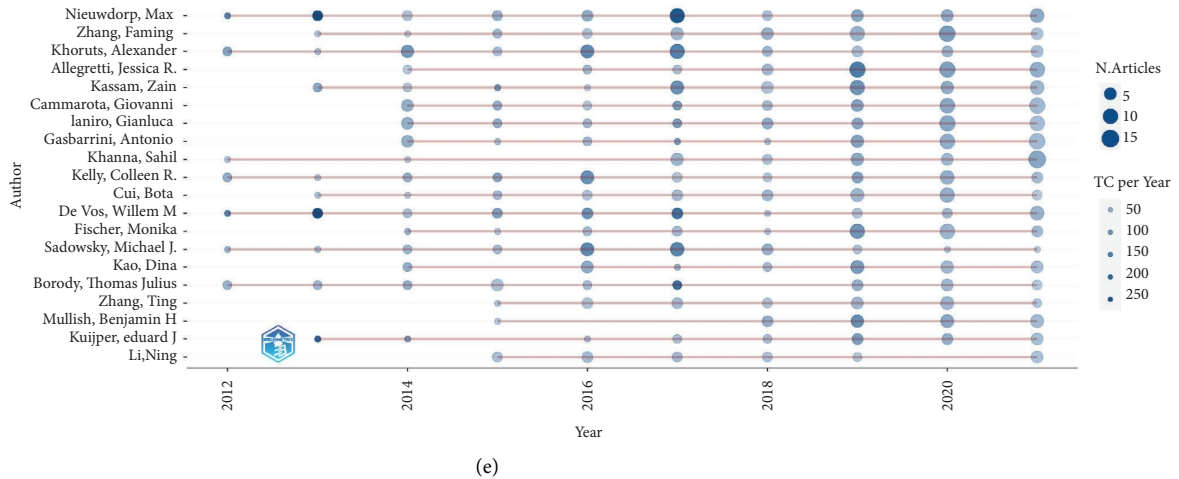 Nieuwdorp, Max
Zhang, Faming
Khoruts, Alexander
Allegretti, Jessica R.
Kassam, Zain
Cammarota, Giovanni
laniro, Gianluca
Gasbarrini, Antonio
Khanna, Sahil
Kelly, Colleen R.
Cui, Bota
De Vos, Willem M
Fischer, Monika
Sadowsky, Michael J.
Kao, Dina
Borody, Thomas Julius
Zhang, Ting
Mullish, Benjamin H
Kuijper, eduard J
Li,Ning
Author
2012
2014
2016
2018
2020
Year
N.Articles
5
10
15
TC per Year
50
100
150
200
250
(e)